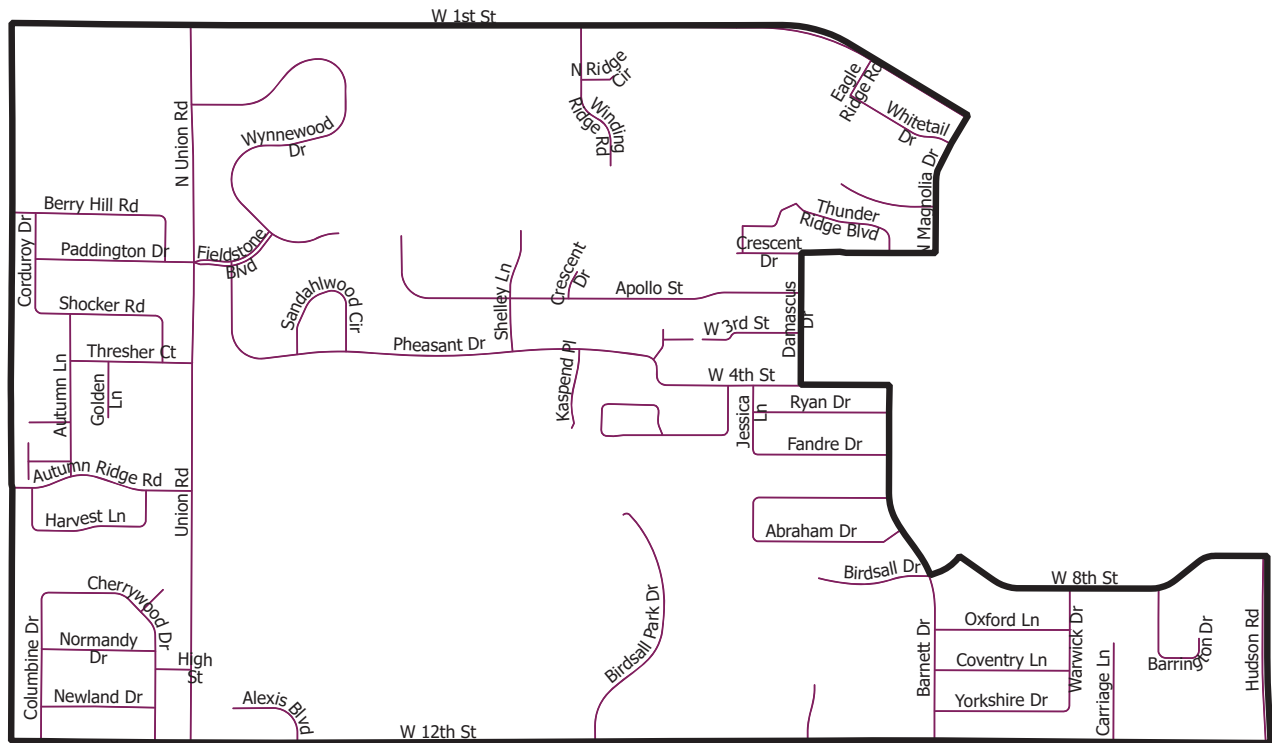 W 1st St
N Ridge
Cir
Winding
Ridge Rd
Eagle
Ridge Rd
Whitetail
Dr
N Union Rd
Wynnewood
Dr
N Magnolia Dr
Berry Hill Rd
Corduroy Dr
Paddington Dr
Fieldstone
Blvd
Thunder
Ridge Blvd
Crescent
Dr
Crescent
Dr
Shelley Ln
Apollo St
Damascus
Dr
Shocker Rd
Sandahlwood Cir
W 3rd St
Thresher Ct
Pheasant Dr
Autumn Ln
Golden
Ln
Kaspend Pl
W 4th St
Jessica
Ln
Ryan Dr
Fandre Dr
Autumn Ridge Rd
Union Rd
Harvest Ln
Abraham Dr
Birdsall Dr
W 8th St
Cherrywood Dr
Columbine Dr
Normandy
Dr
High
St
Newland Dr
Alexis Blvd
W 12th St
Birdsall Park Dr
Barnett Dr
Oxford Ln
Coventry Ln
Yorkshire Dr
Warwick Dr
Carriage Ln
Barrington Dr
Hudson Rd